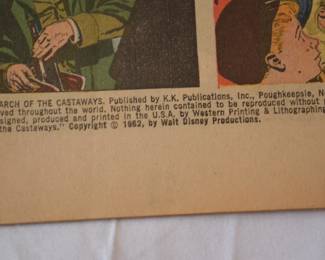 ARCH OF THE CASTAWAYS. Published by K.K. Publications, Inc., Poughkeepsie, N
ved throughout the world. Nothing herein contained to be reproduced without
signed, produced and printed in the U.S.A. by Western Printing & Lithographing
the Castaways." Copyright © 1962, by Walt Disney Productions.